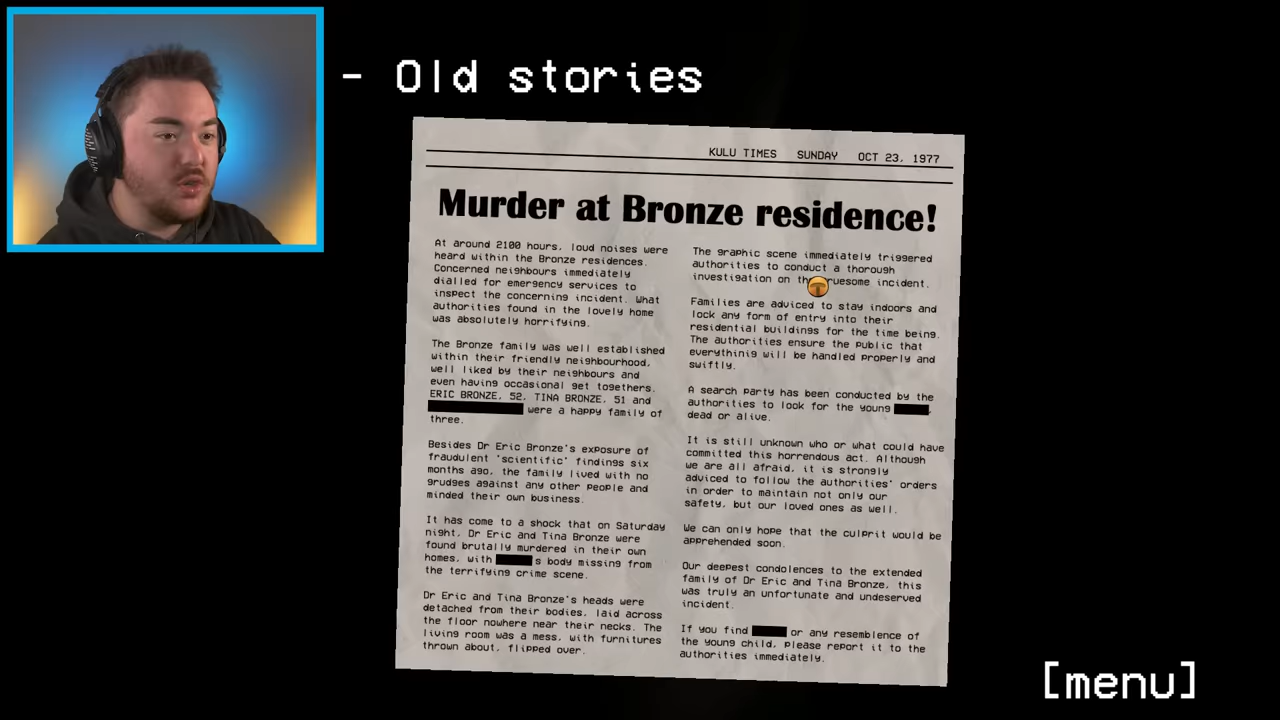 - Old stories
KULU TIMES SUNDAY OCT 23, 1977
Murder at Bronze residence!
At around 2100 hours, loud noises were
heard within the Bronze residences.
Concerned neighbours immediately
dialled for emergency services to
inspect the concerning incident. What
authorities found in the lovely home
was absolutely horrifying.
The Bronze family was well established
within their friendly neighbourhood,
well liked by their neighbours and
even having occasional get togethers.
ERIC BRONZE, 52, TINA BRONZE, 51 and
were a happy family of
three.
Besides Dr Eric Bronze's exposure of
fraudulent 'scientific' findings six
months ago, the family lived with no
grudges against any other people and
minded their own business.
It has come to a shock that on Saturday
night, Dr Eric and Tina Bronze were
found brutally murdered in their own
homes, with s body missing from
the terrifying crime scene.
Dr Eric and Tina Bronze's heads were
detached from their bodies, laid across
the floor nowhere near their necks. The
living room was a mess, with furnitures
thrown about, flipped over.
The graphic scene immediately triggered
authorities to conduct a thorough
investigation on incident.
Families are adviced to stay indoors and
lock any form of entry into their
residential buildings for the time being.
The authorities ensure the public that
everythinig will be handled properly and
swiftly.
A search party has been conducted by the
authorities to look for the young ,
dead or alive.
It is still unknown who or what could have
committed this horrendous act. Although
we are all afraid, it is strongly
adviced to follow the authorities' orders
in order to maintain not only our
safety, but our loved ones as well.
We can only hope that the culprit would be
apprehended soon.
Our deepest condolences to the extended
family of Dr Eric and Tina Bronze, this
was truly an unfortunate and undeserved
incident.
If you find or any resemblence of
the young child, please report it to the
authorities immediately.
[menu]